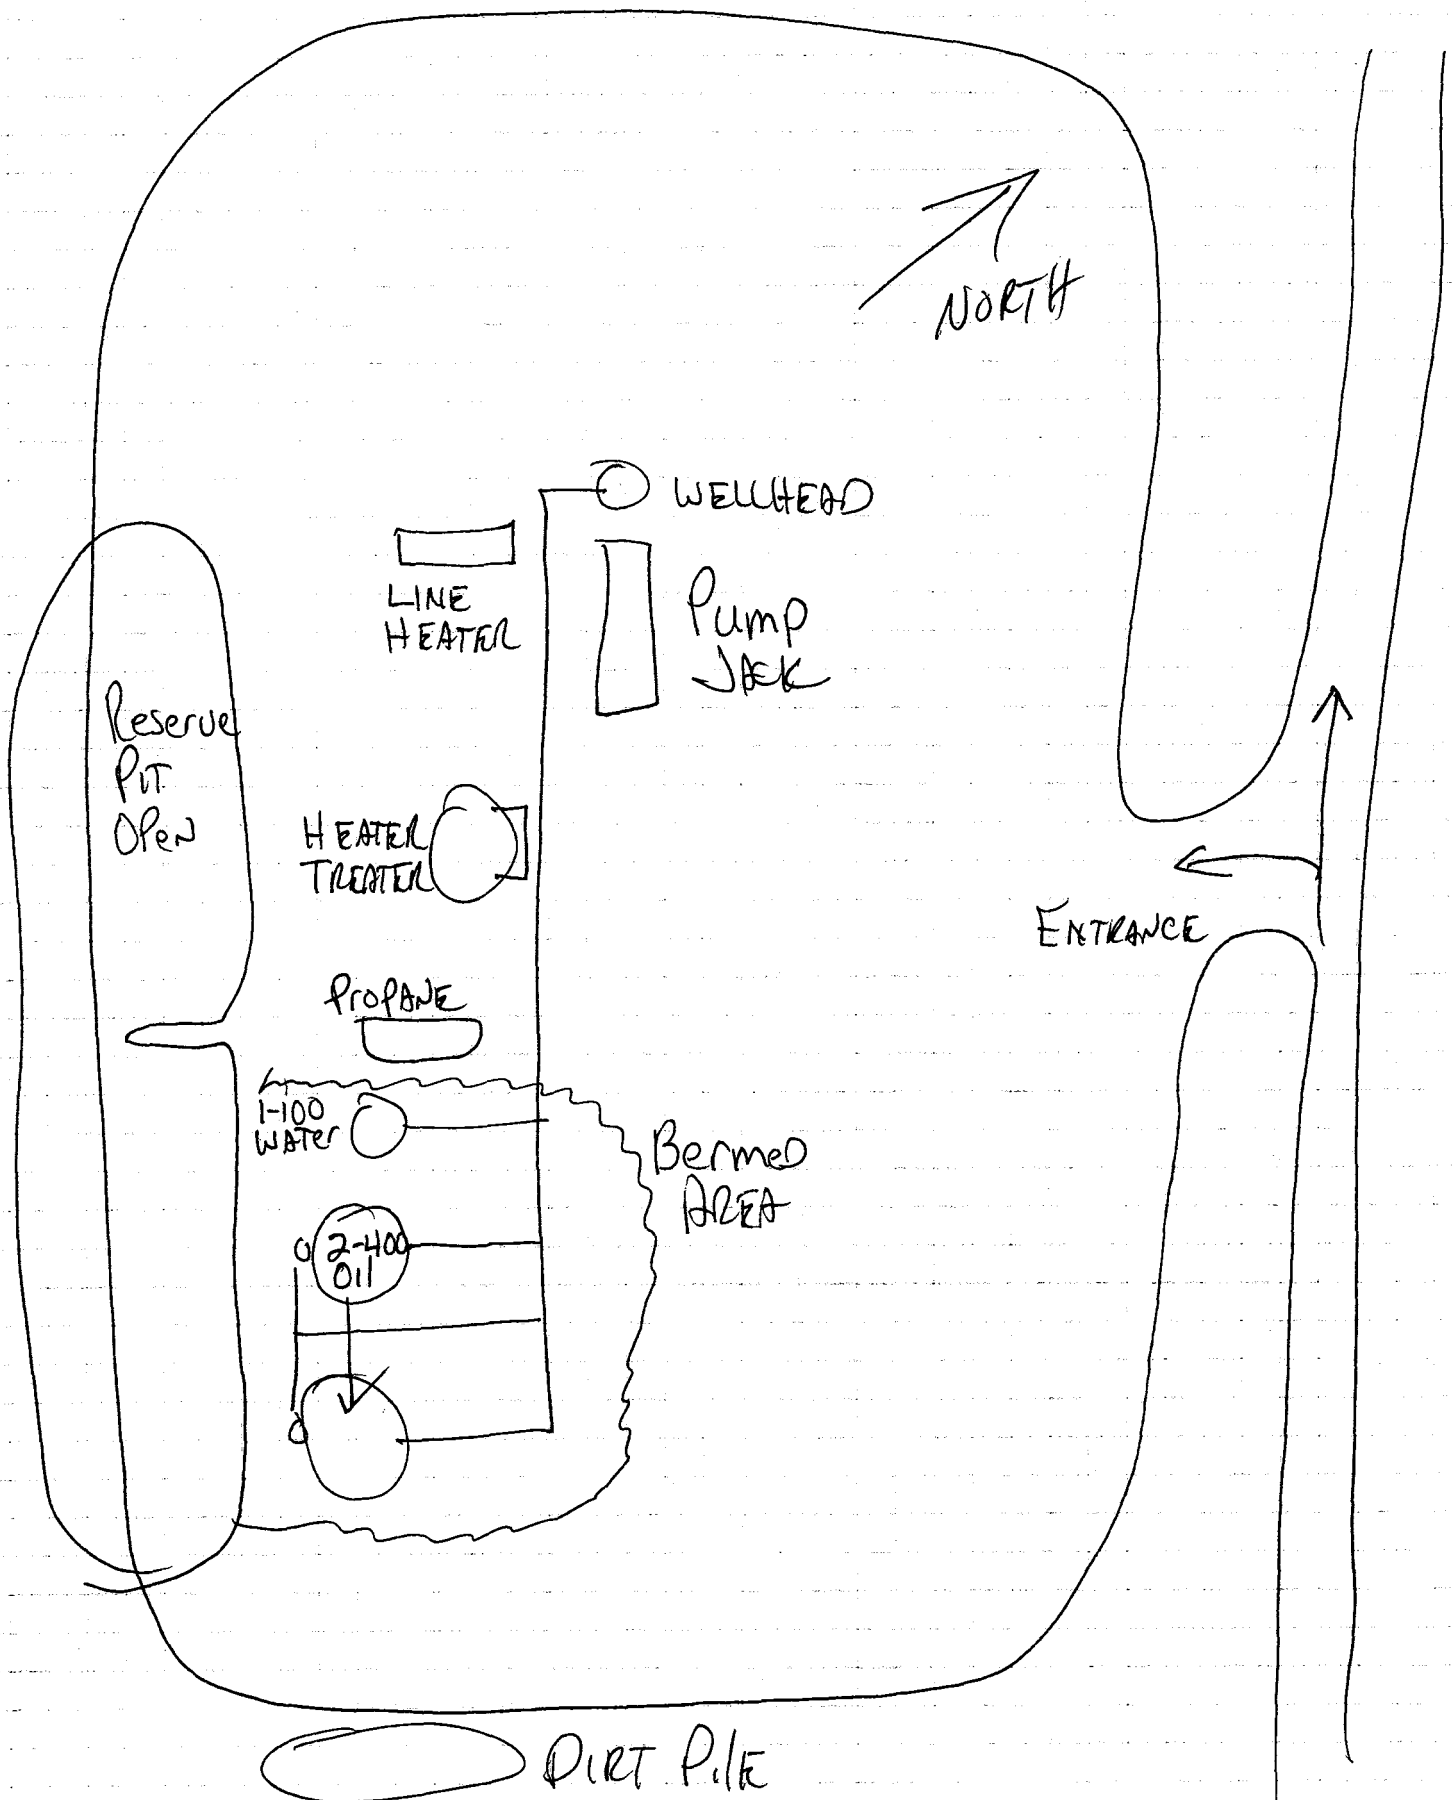 NORTH
WELLHEAD
LINE
HEATER
Pump
JACK
Reserve
PIT
OPEN
HEATER
TREATER
ENTRANCE
PROPANE
1-100
WATer
BermeD
AREA
2-400
Oil
DIRT PilE